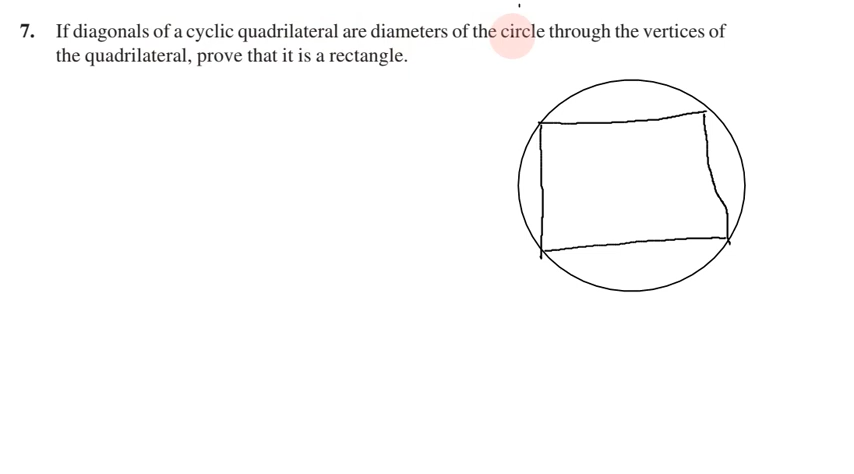 7. If diagonals of a cyclic quadrilateral are diameters of the circle through the vertices of
the quadrilateral, prove that it is a rectangle.